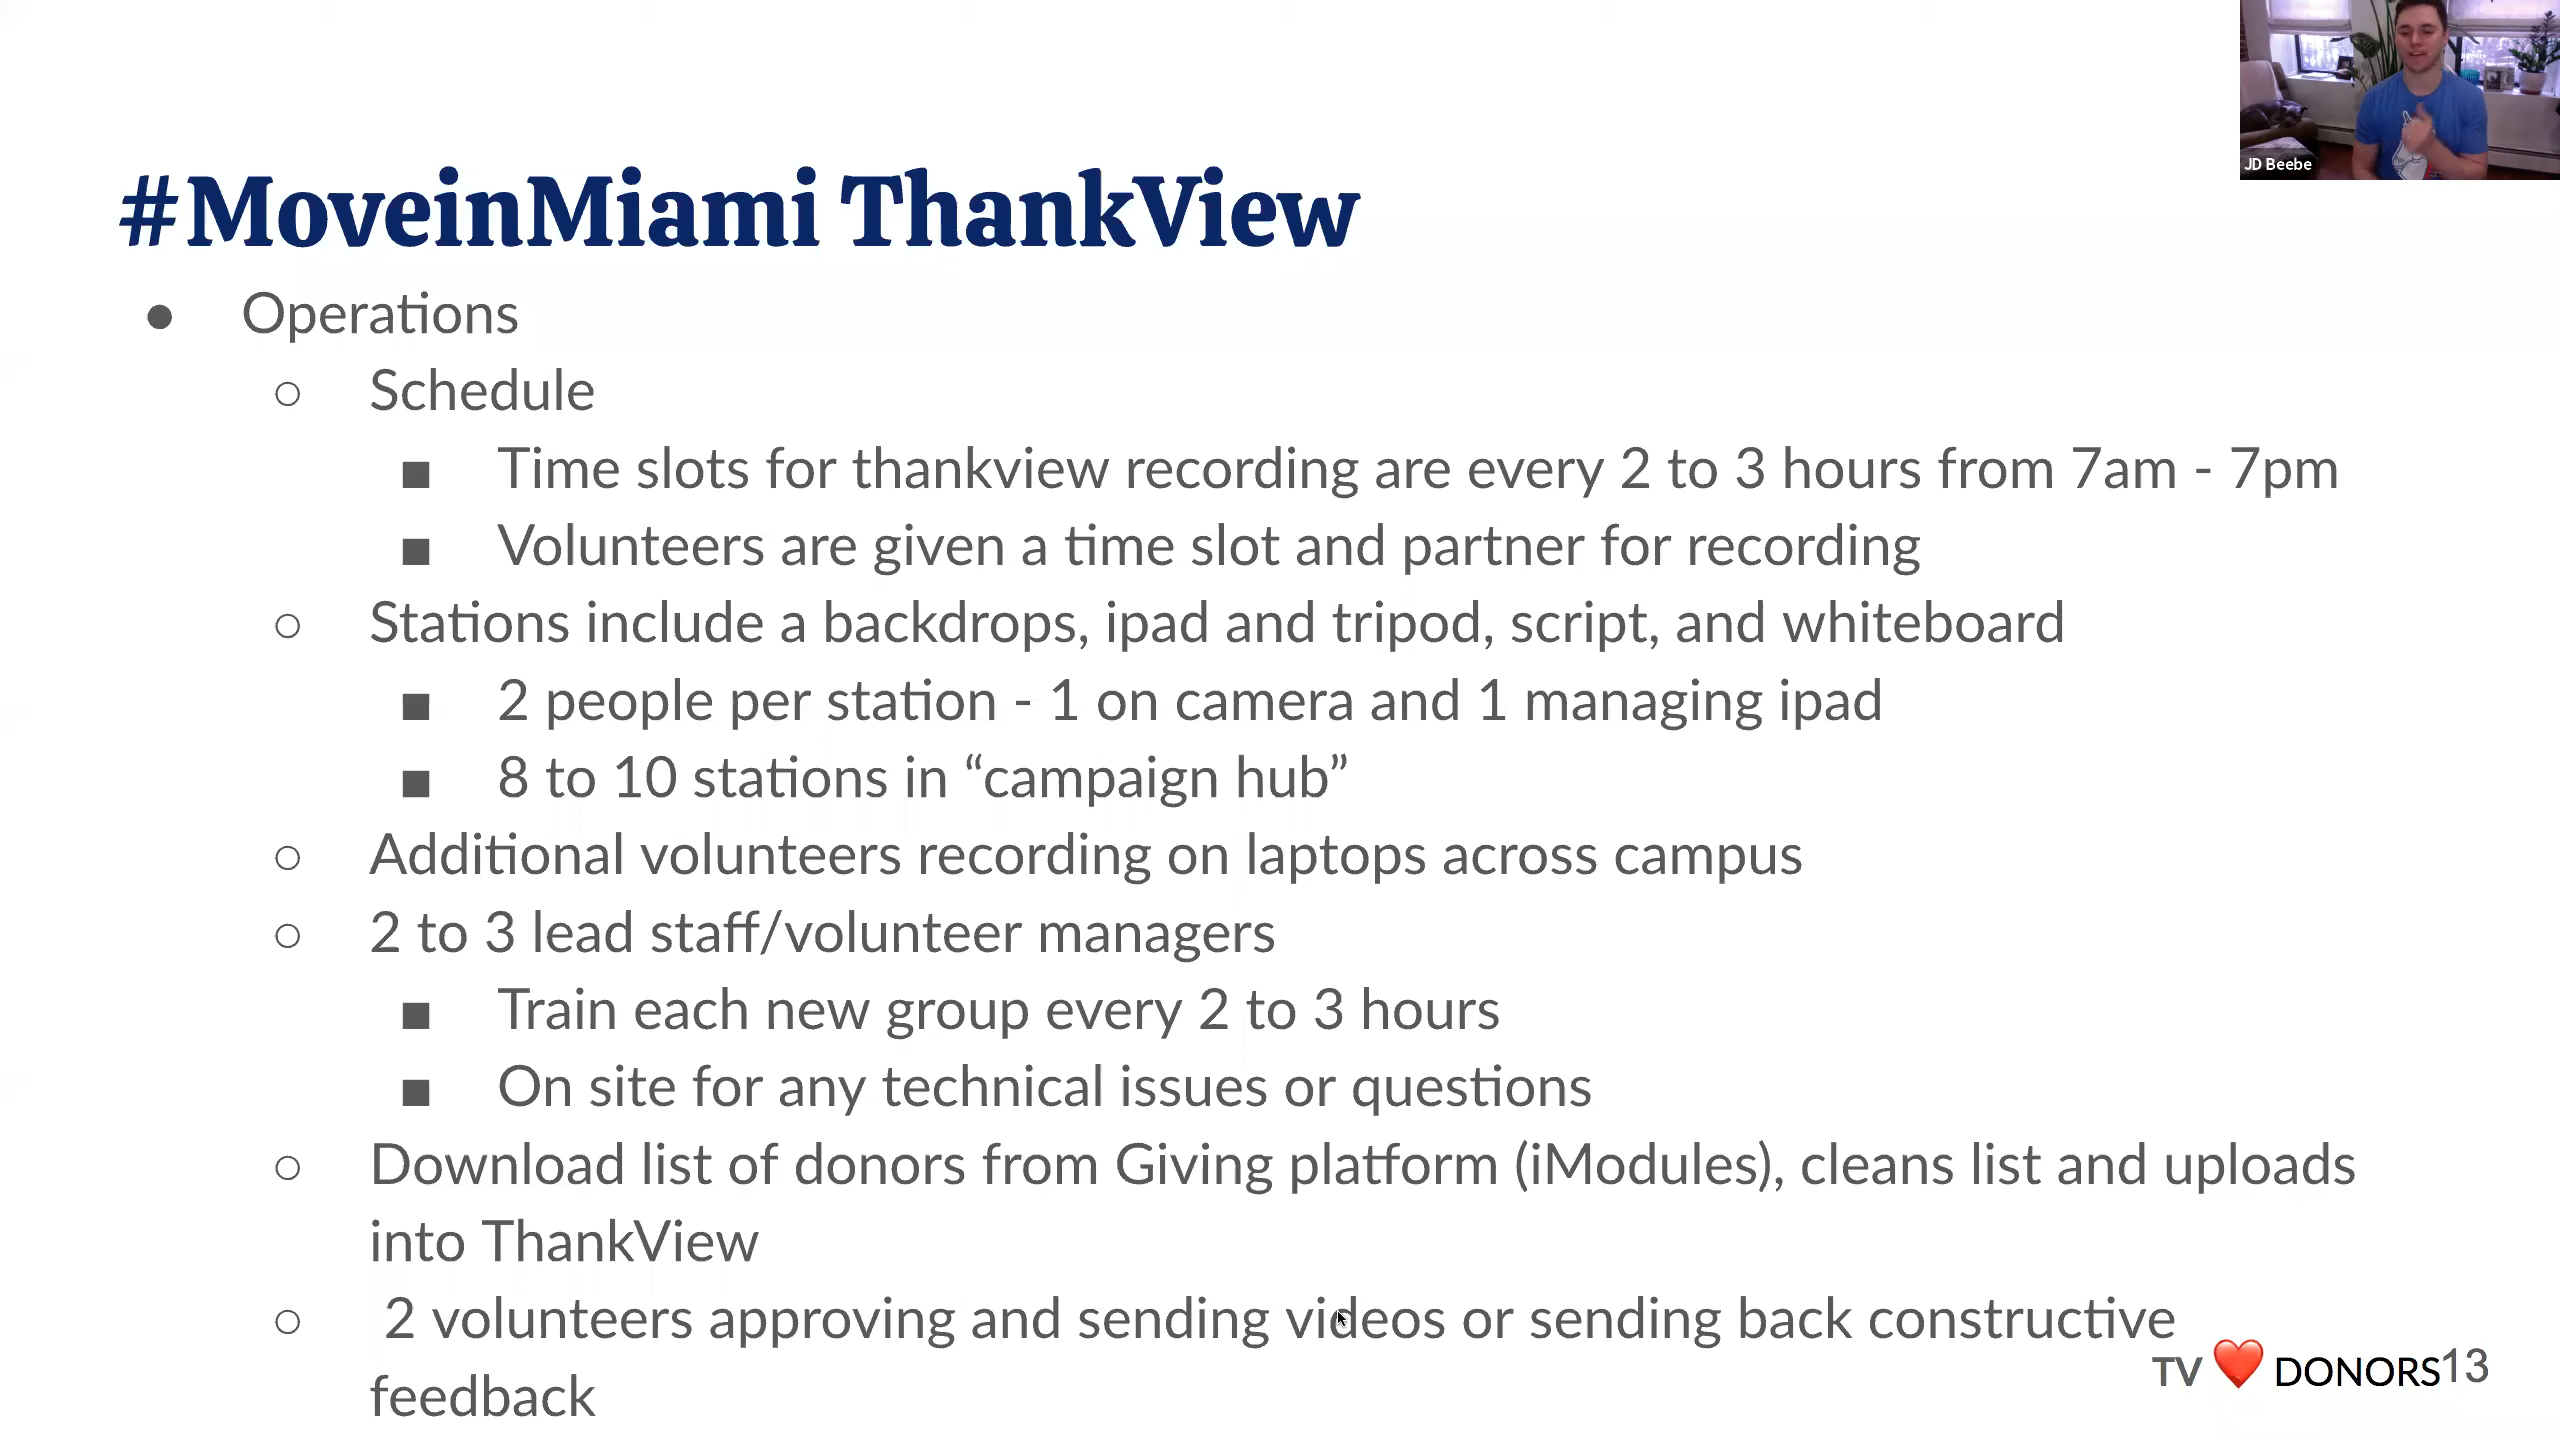 JD Beebe
#MoveinMiami ThankView
● Operations
○ Schedule
■ Time slots for thankview recording are every 2 to 3 hours from 7am - 7pm
■ Volunteers are given a time slot and partner for recording
○ Stations include a backdrops, ipad and tripod, script, and whiteboard
■ 2 people per station - 1 on camera and 1 managing ipad
■ 8 to 10 stations in “campaign hub”
○ Additional volunteers recording on laptops across campus
○ 2 to 3 lead staff/volunteer managers
■ Train each new group every 2 to 3 hours
■ On site for any technical issues or questions
○ Download list of donors from Giving platform (iModules), cleans list and uploads
into ThankView
○ 2 volunteers approving and sending videos or sending back constructive
feedback
TV ❤️ DONORS13